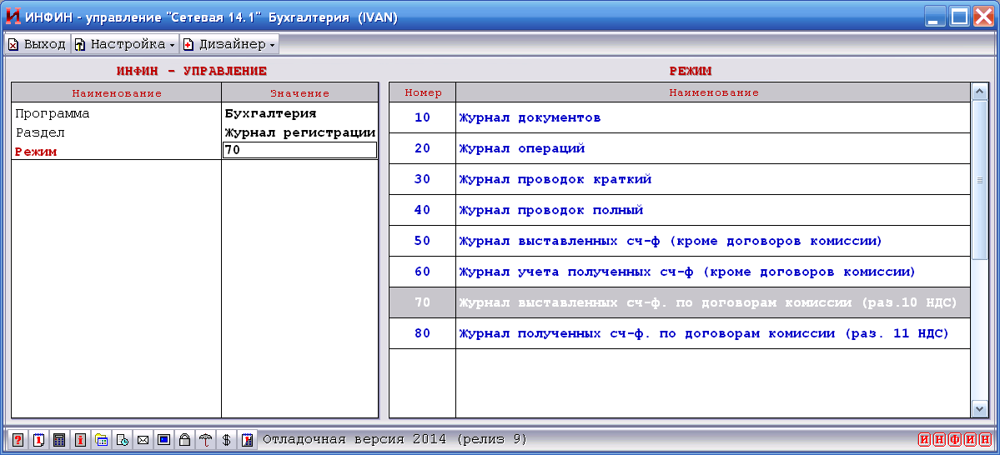 ИНФИН - управление "Сетевая 14.1" Бухгалтерия (IVAN)
Выход Настройка Дизайнер
ИНФИН - УПРАВЛЕНИЕ
Наименование Значение
Программа Бухгалтерия
Раздел Журнал регистрации
Режим 70
РЕЖИМ
Номер Наименование
10 Журнал документов
20 Журнал операций
30 Журнал проводок краткий
40 Журнал проводок полный
50 Журнал выставленных сч-ф (кроме договоров комиссии)
60 Журнал учета полученных сч-ф (кроме договоров комиссии)
70 Журнал выставленных сч-ф. по договорам комиссии (раз.10 НДС)
80 Журнал полученных сч-ф. по договорам комиссии (раз. 11 НДС)
Отладочная версия 2014 (релиз 9)
ИНФИН